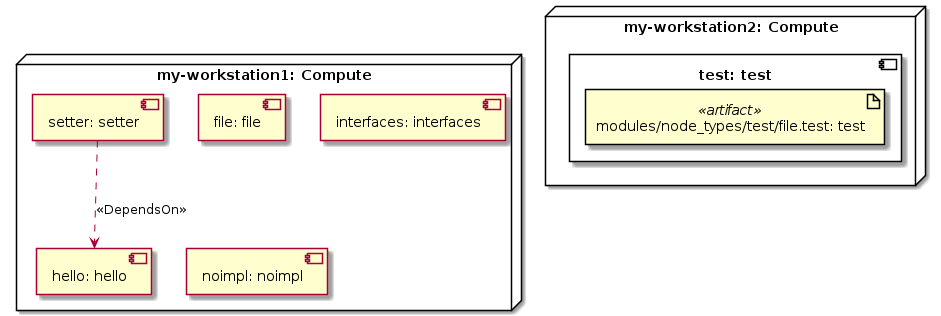 my-workstation1: Compute
setter: setter
file: file
interfaces: interfaces
«DependsOn»
hello: hello
noimpl: noimpl
my-workstation2: Compute
test: test
«artifact»
modules/node_types/test/file.test: test